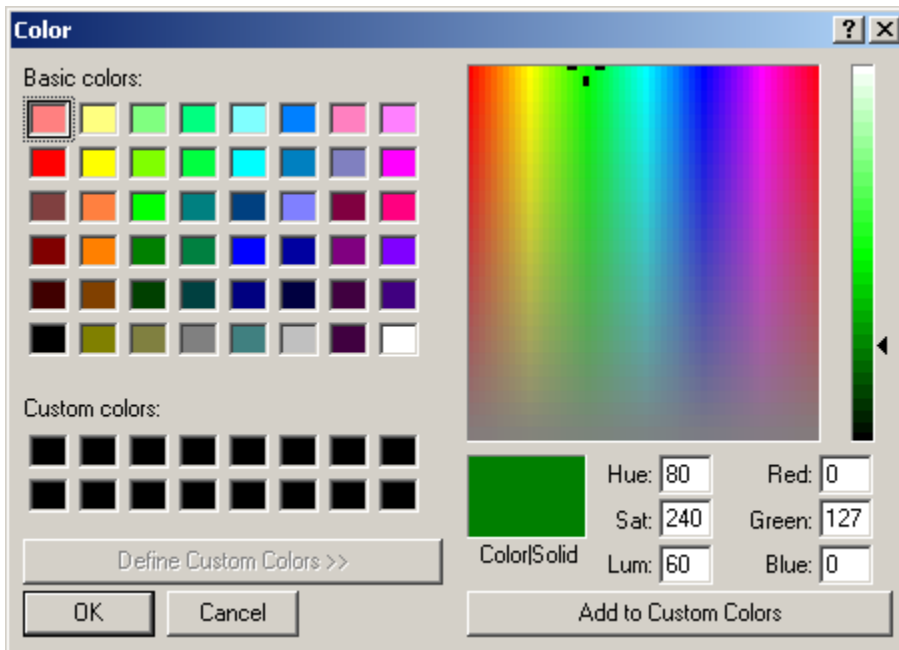 Color
Basic colors:
Custom colors:
Define Custom Colors >>
OK Cancel
Color|Solid
Hue: 80 Red: 0
Sat: 240 Green: 127
Lum: 60 Blue: 0
Add to Custom Colors